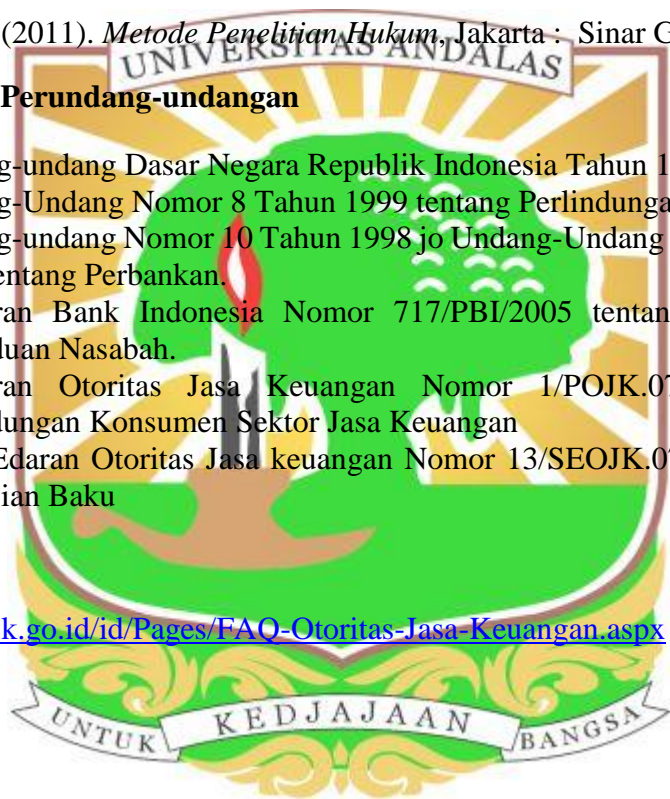 (2011). Metode Penelitian Hukum, Jakarta : Sinar G
UNIVERSITAS ANDALAS
Perundang-undangan
g-undang Dasar Negara Republik Indonesia Tahun 1
g-Undang Nomor 8 Tahun 1999 tentang Perlindunga
g-undang Nomor 10 Tahun 1998 jo Undang-Undang
entang Perbankan.
ran Bank Indonesia Nomor 717/PBI/2005 tentan
duan Nasabah.
ran Otoritas Jasa Keuangan Nomor 1/POJK.07
dungan Konsumen Sektor Jasa Keuangan
Edaran Otoritas Jasa keuangan Nomor 13/SEOJK.07
ian Baku
k.go.id/id/Pages/FAQ-Otoritas-Jasa-Keuangan.aspx
UNTUK KEDJAJAAN BANGSA